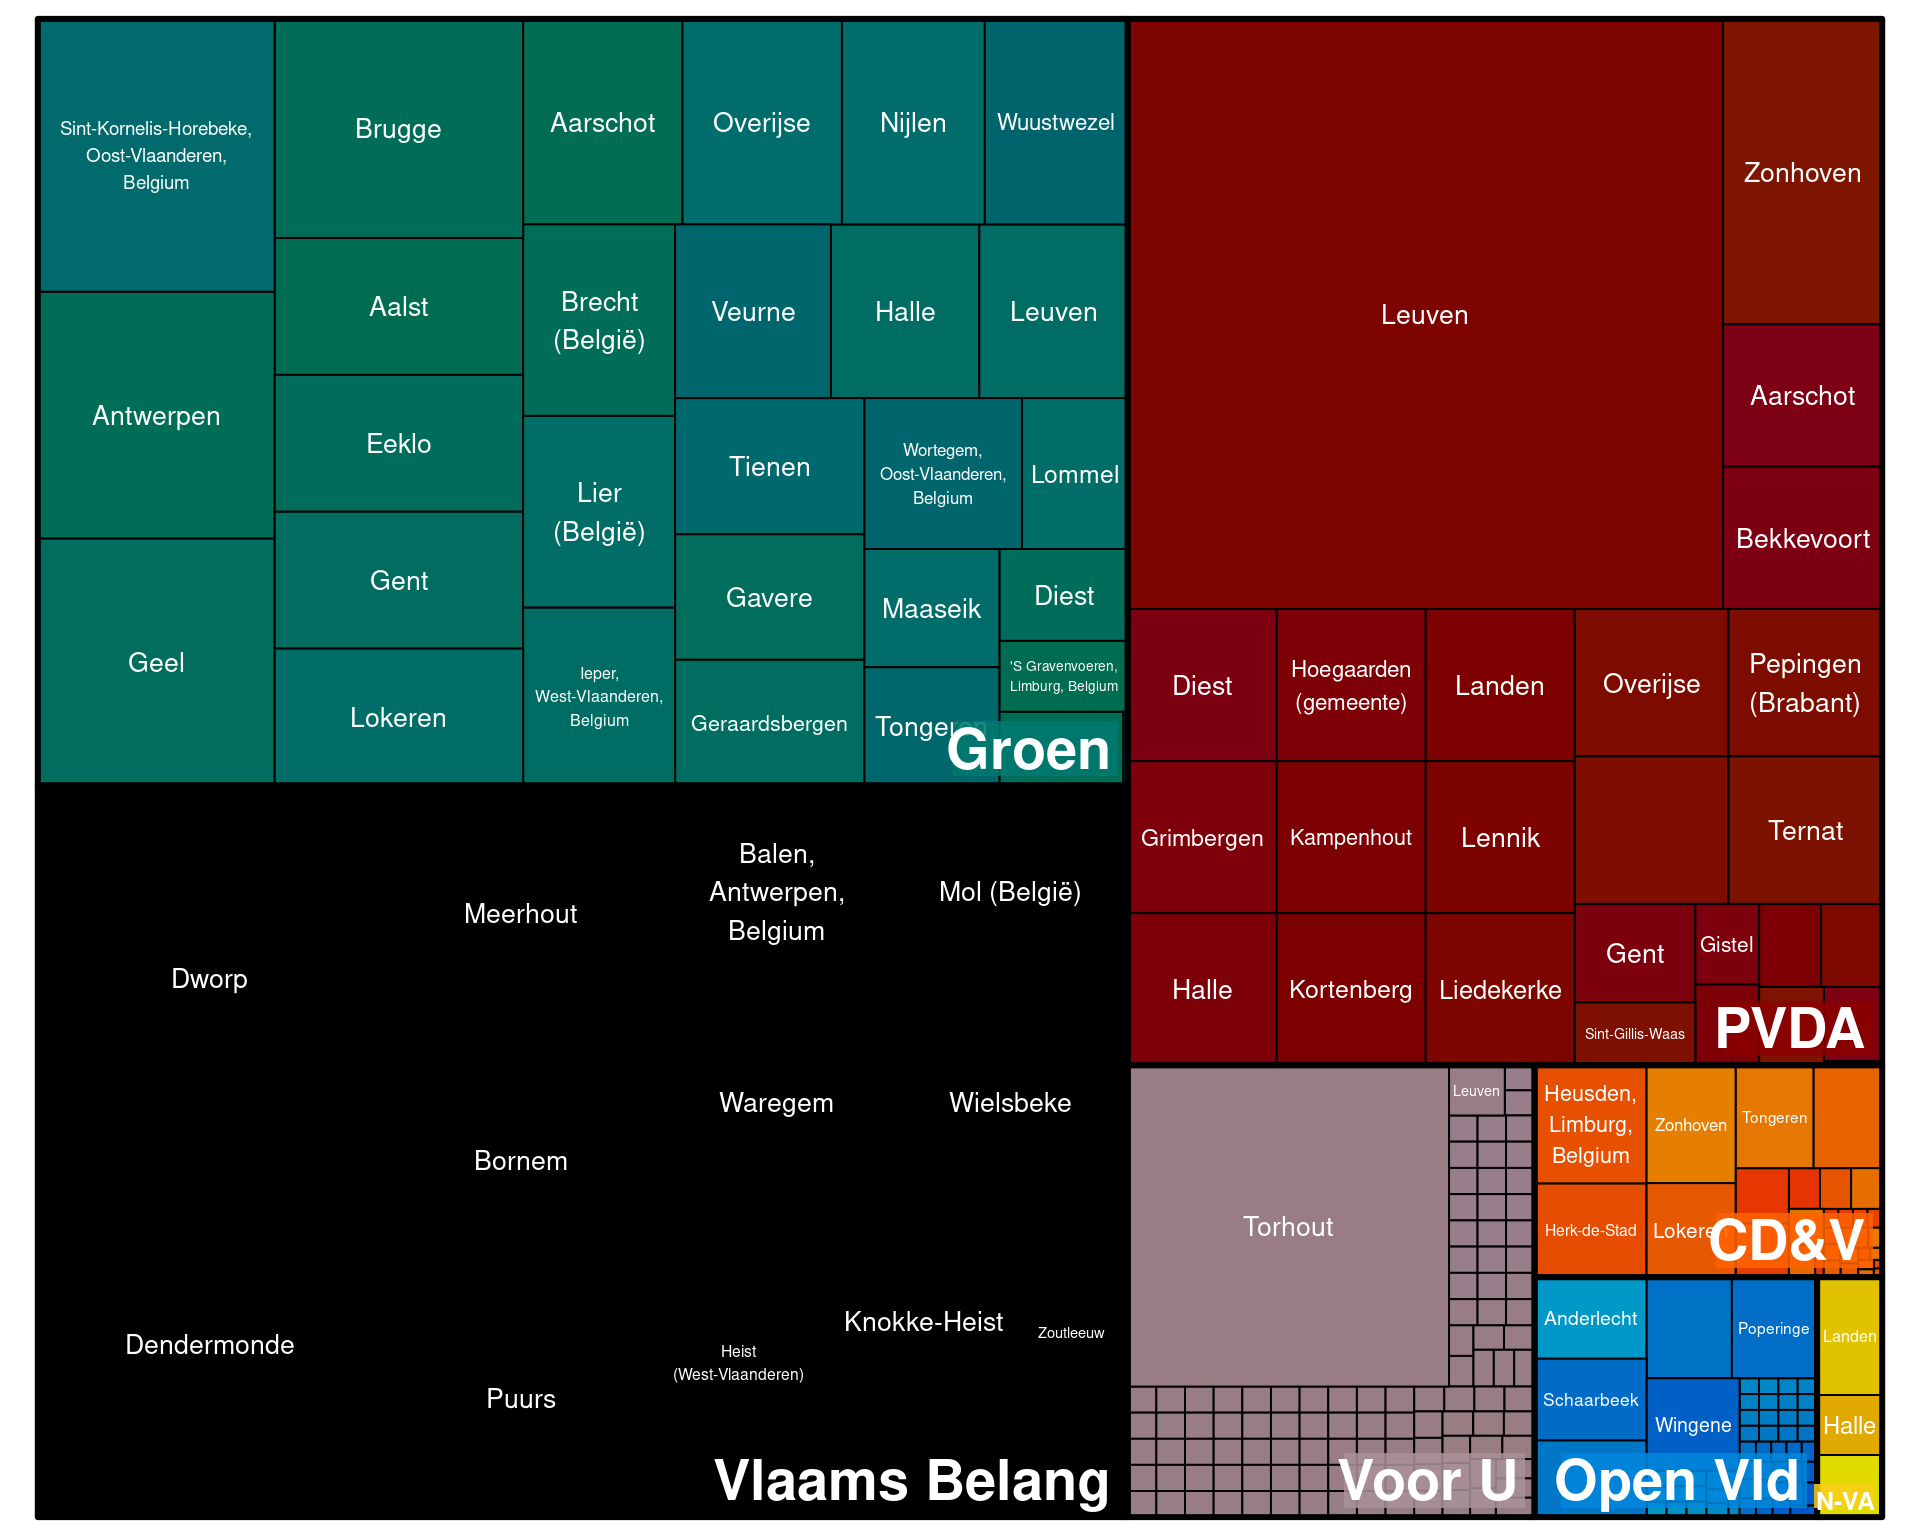 Sint-Kornelis-Horebeke,
Oost-Vlaanderen,
Belgium
Brugge
Aarschot
Overijse
Nijlen
Wuustwezel
Antwerpen
Aalst
Brecht
(België)
Veurne
Halle
Leuven
Eeklo
Lier
(België)
Tienen
Wortegem,
Oost-Vlaanderen,
Belgium
Lommel
Geel
Gent
Gavere
Maaseik
Diest
'S Gravenvoeren,
Limburg, Belgium
Lokeren
Ieper,
West-Vlaanderen,
Belgium
Geraardsbergen
Tongeren
Groen
Leuven
Zonhoven
Aarschot
Bekkevoort
Diest
Hoegaarden
(gemeente)
Landen
Overijse
Pepingen
(Brabant)
Grimbergen
Kampenhout
Lennik
Ternat
Halle
Kortenberg
Liedekerke
Gent
Gistel
Sint-Gillis-Waas
PVDA
Dworp
Meerhout
Balen,
Antwerpen,
Belgium
Mol (België)
Bornem
Waregem
Wielsbeke
Dendermonde
Puurs
Heist
(West-Vlaanderen)
Knokke-Heist
Zoutleeuw
Vlaams Belang
Torhout
Leuven
Voor U
Heusden,
Limburg,
Belgium
Zonhoven
Tongeren
Herk-de-Stad
Lokeren
CD&V
Anderlecht
Poperinge
Schaarbeek
Wingene
Open Vld
Landen
Halle
N-VA